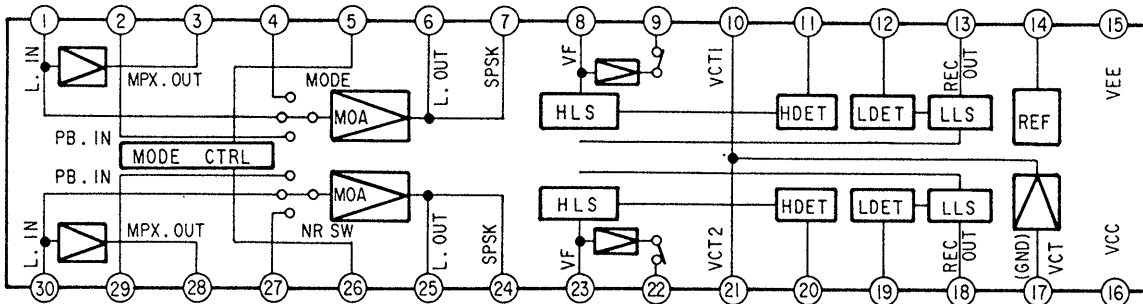 1 2 3 4 5 6 7 8 9 10 11 12 13 14 15
L. IN
MPX. OUT
MODE
L. OUT
SPSK
VF
VCT1
REC OUT
VEE
MOA
HLS
HDET
LDET
LLS
REF
PB. IN
MODE CTRL
PB. IN
MOA
HLS
HDET
LDET
LLS
L. IN
MPX. OUT
NR SW
L. OUT
SPSK
VF
VCT2
REC OUT
(GND)
VCT
VCC
30 29 28 27 26 25 24 23 22 21 20 19 18 17 16